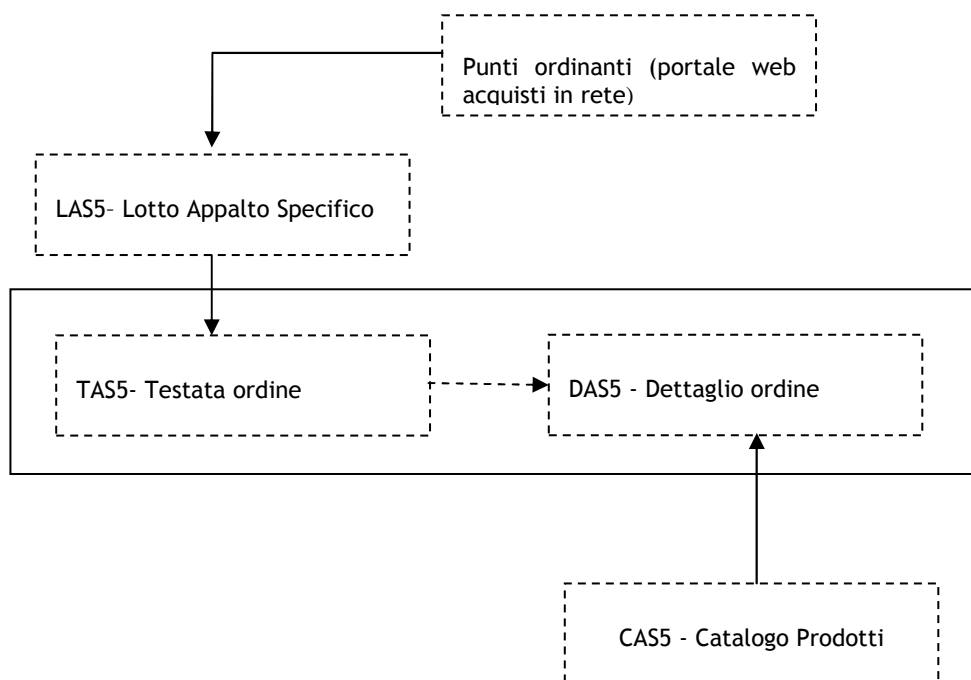 Punti ordinanti (portale web
acquisti in rete)
LAS5– Lotto Appalto Specifico
TAS5- Testata ordine
DAS5 - Dettaglio ordine
CAS5 - Catalogo Prodotti